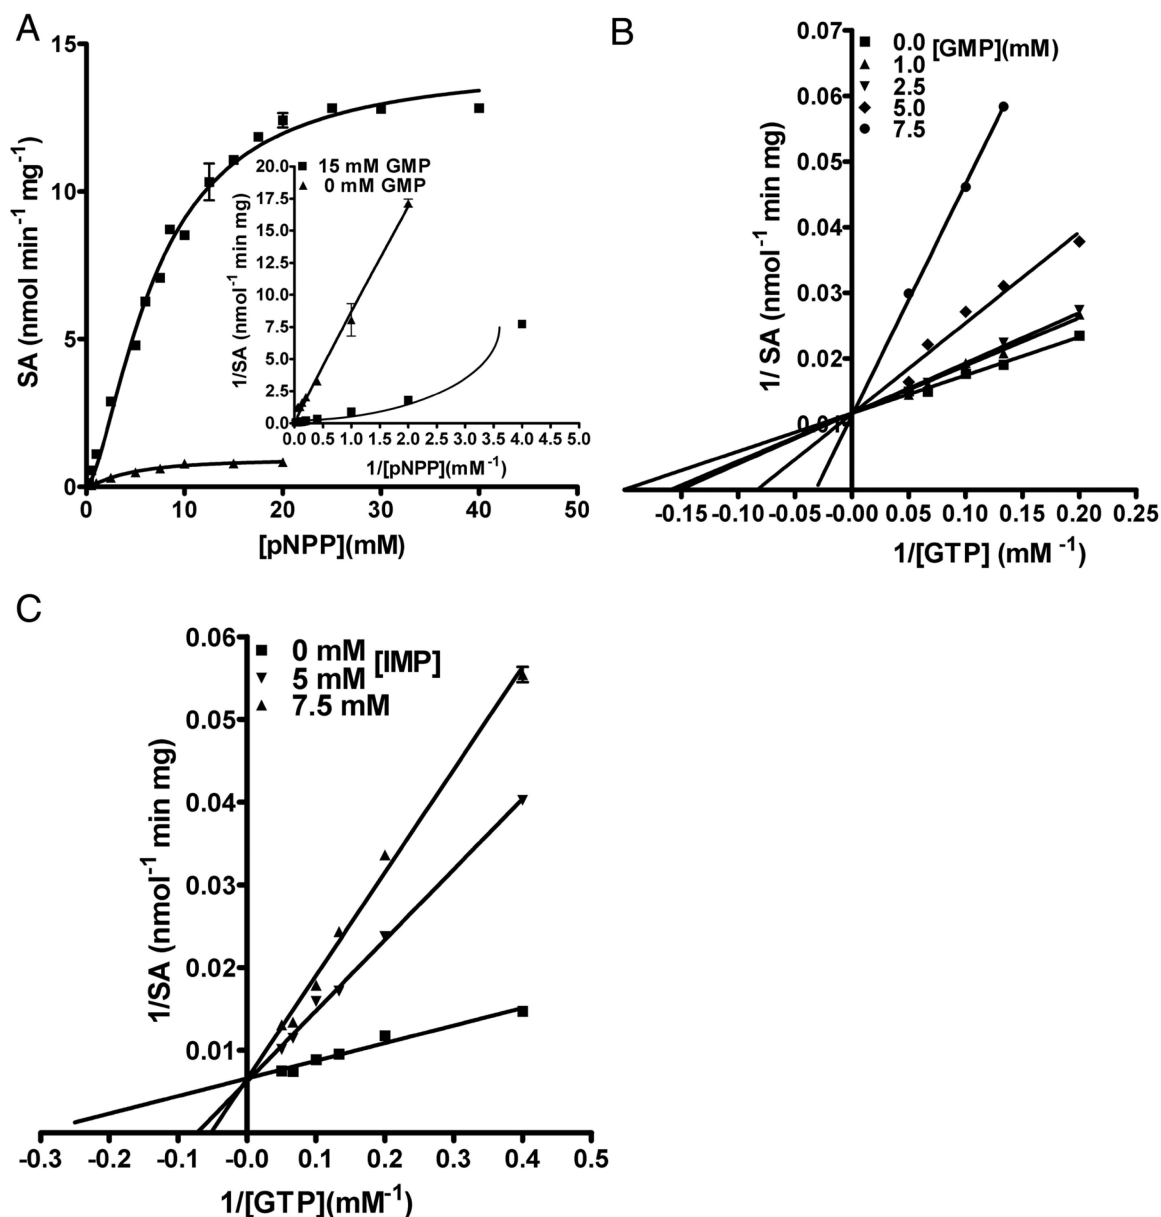 A
15
10
5
0
SA (nmol min⁻¹ mg⁻¹)
0 10 20 30 40 50
[pNPP](mM)
15 mM GMP
0 mM GMP
20.0
17.5
15.0
12.5
10.0
7.5
5.0
2.5
0.0
1/SA (nmol⁻¹ min mg)
0.0 0.5 1.0 1.5 2.0 2.5 3.0 3.5 4.0 4.5 5.0
1/[pNPP](mM⁻¹)
B
0.07
0.06
0.05
0.04
0.03
0.02
1/ SA (nmol⁻¹ min mg)
0.0 [GMP](mM)
1.0
2.5
5.0
7.5
-0.15 -0.10 -0.05 -0.00 0.05 0.10 0.15 0.20 0.25
1/[GTP] (mM ⁻¹)
C
0.06
0.05
0.04
0.03
0.02
0.01
1/SA (nmol⁻¹ min mg)
0 mM [IMP]
5 mM
7.5 mM
-0.3 -0.2 -0.1 -0.0 0.1 0.2 0.3 0.4 0.5
1/[GTP](mM⁻¹)